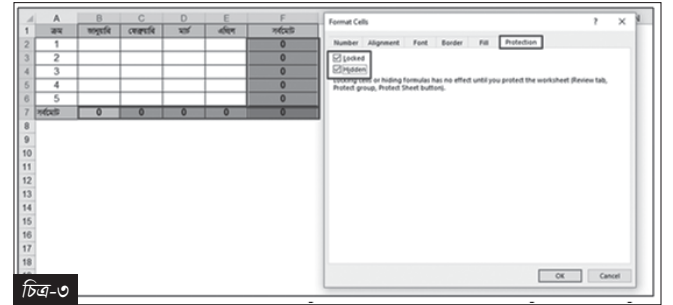 A B C D E F
1 ক্রম জানুয়ারি ফেব্রুয়ারি মার্চ এপ্রিল সর্বমোট
2 1 0
3 2 0
4 3 0
5 4 0
6 5 0
7 সর্বমোট 0 0 0 0 0
8
9
10
11
12
13
14
15
16
17
18
Format Cells ? ×
Number Alignment Font Border Fill Protection
Locked
Hidden
Locking cells or hiding formulas has no effect until you protect the worksheet (Review tab,
Protect group, Protect Sheet button).
OK Cancel
চিত্র-৩